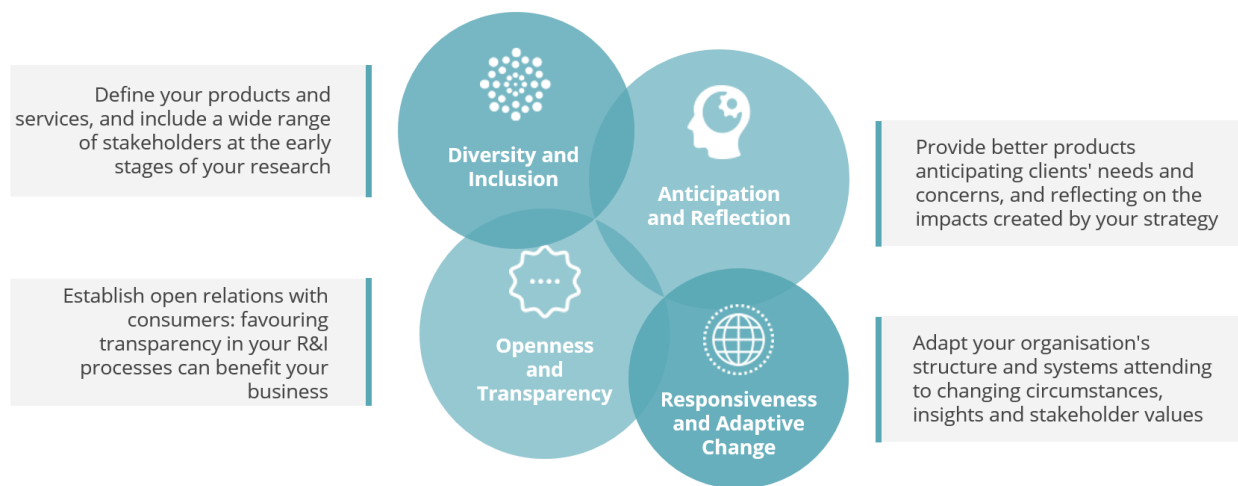 Define your products and
services, and include a wide range
of stakeholders at the early
stages of your research
Diversity and
Inclusion
Anticipation
and Reflection
Provide better products
anticipating clients' needs and
concerns, and reflecting on the
impacts created by your strategy
Establish open relations with
consumers: favouring
transparency in your R&I
processes can benefit your
business
Openness
and
Transparency
Responsiveness
and Adaptive
Change
Adapt your organisation's
structure and systems attending
to changing circumstances,
insights and stakeholder values